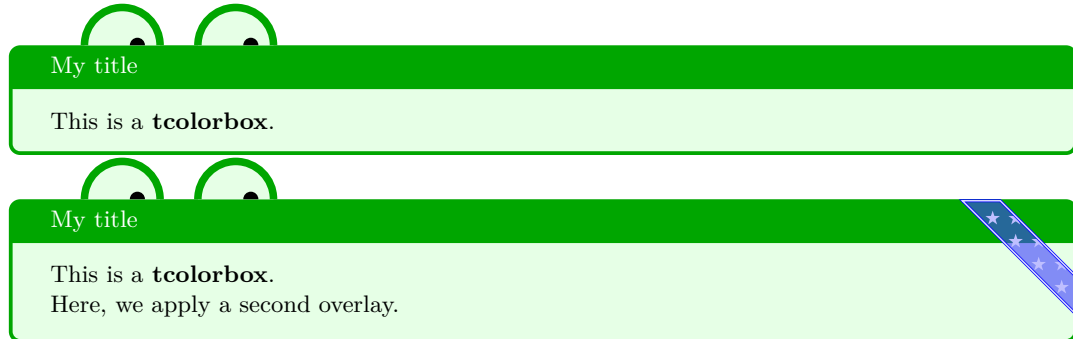 My title
This is a tcolorbox.
My title
This is a tcolorbox.
Here, we apply a second overlay.